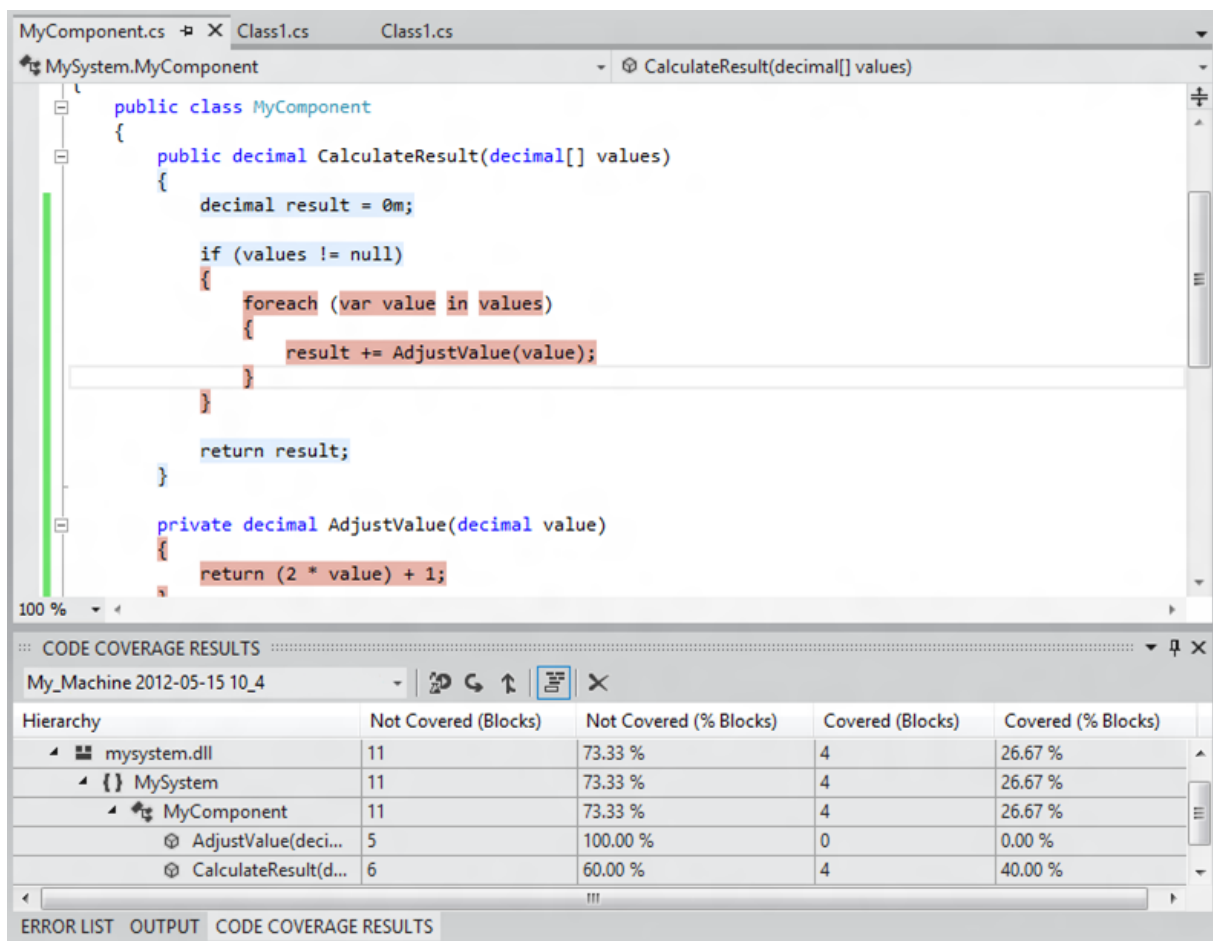 MyComponent.cs Class1.cs Class1.cs
MySystem.MyComponent CalculateResult(decimal[] values)
{
public class MyComponent
{
public decimal CalculateResult(decimal[] values)
{
decimal result = 0m;
if (values != null)
{
foreach (var value in values)
{
result += AdjustValue(value);
}
}
return result;
}
private decimal AdjustValue(decimal value)
{
return (2 * value) + 1;
}
100 %
CODE COVERAGE RESULTS
My_Machine 2012-05-15 10_4
Hierarchy Not Covered (Blocks) Not Covered (% Blocks) Covered (Blocks) Covered (% Blocks)
mysystem.dll 11 73.33 % 4 26.67 %
{ } MySystem 11 73.33 % 4 26.67 %
MyComponent 11 73.33 % 4 26.67 %
AdjustValue(deci... 5 100.00 % 0 0.00 %
CalculateResult(d... 6 60.00 % 4 40.00 %
ERROR LIST OUTPUT CODE COVERAGE RESULTS